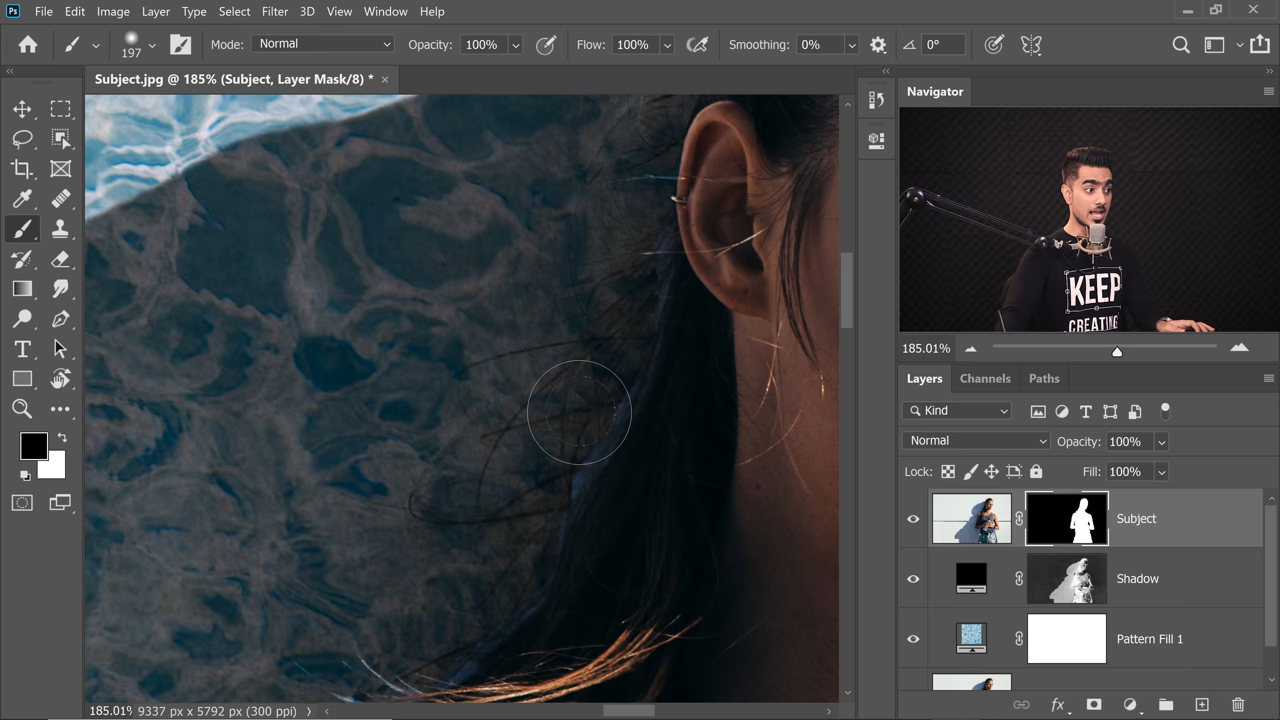 Ps File Edit Image Layer Type Select Filter 3D View Window Help
197 Mode: Normal Opacity: 100% Flow: 100% Smoothing: 0% 0°
Subject.jpg @ 185% (Subject, Layer Mask/8) * ×
Navigator
KEEP
CREATING
185.01%
Layers Channels Paths
Kind
Normal Opacity: 100%
Lock: Fill: 100%
Subject
Shadow
Pattern Fill 1
fx
185.01% 9337 px x 5792 px (300 ppi)